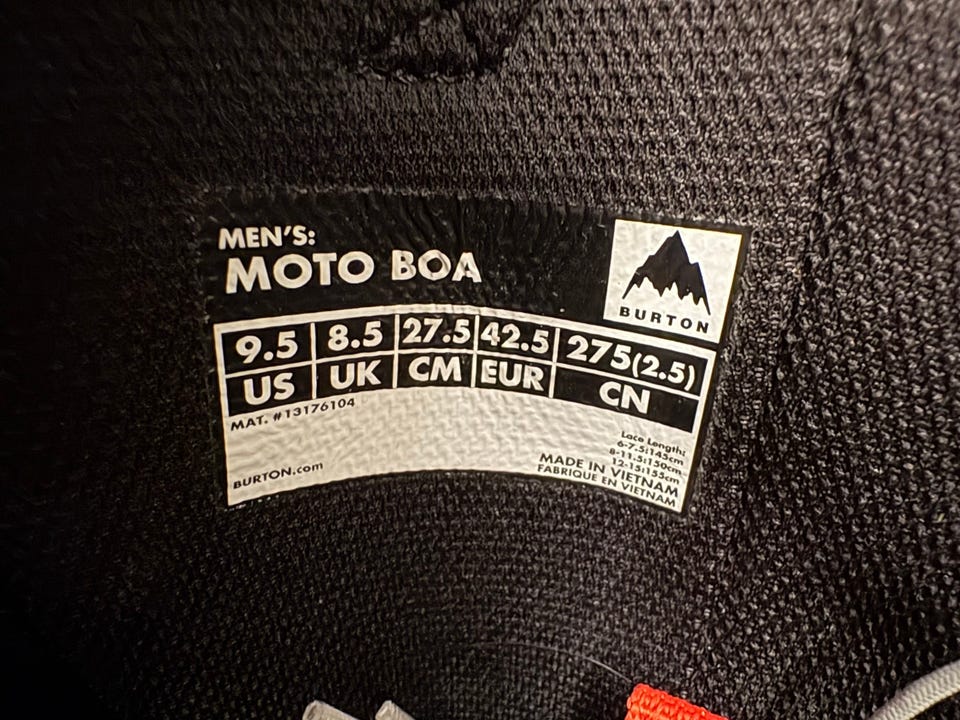 MEN'S:
MOTO BOA
BURTON
9.5 8.5 27.5 42.5 275(2.5)
US UK CM EUR CN
MAT. #13176104
Lace Length:
6-7.5:145cm
8-11.5:150cm
12-15:155cm
BURTON.com
MADE IN VIETNAM
FABRIQUE EN VIETNAM